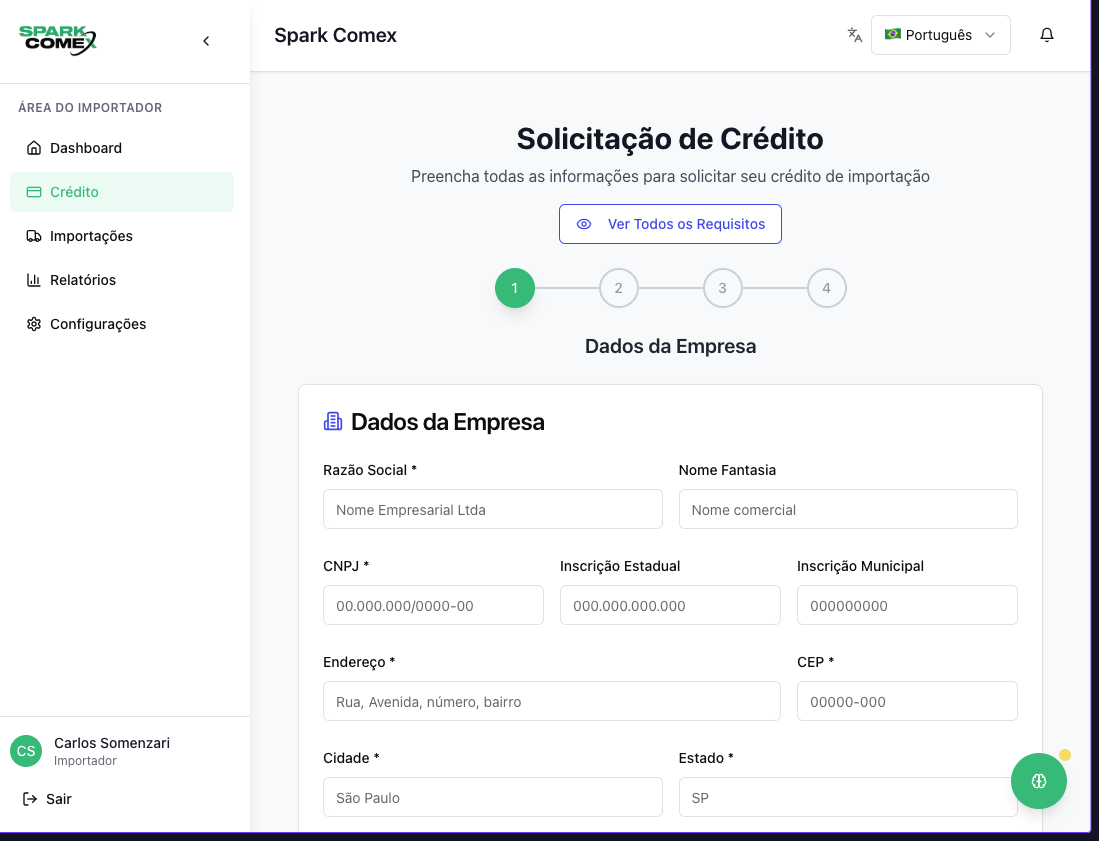 SPARK
COMEX
Spark Comex
Português
ÁREA DO IMPORTADOR
Dashboard
Crédito
Importações
Relatórios
Configurações
Carlos Somenzari
CS
Importador
Sair
Solicitação de Crédito
Preencha todas as informações para solicitar seu crédito de importação
Ver Todos os Requisitos
1 2 3 4
Dados da Empresa
Dados da Empresa
Razão Social * Nome Fantasia
Nome Empresarial Ltda Nome comercial
CNPJ * Inscrição Estadual Inscrição Municipal
00.000.000/0000-00 000.000.000.000 000000000
Endereço * CEP *
Rua, Avenida, número, bairro 00000-000
Cidade * Estado *
São Paulo SP